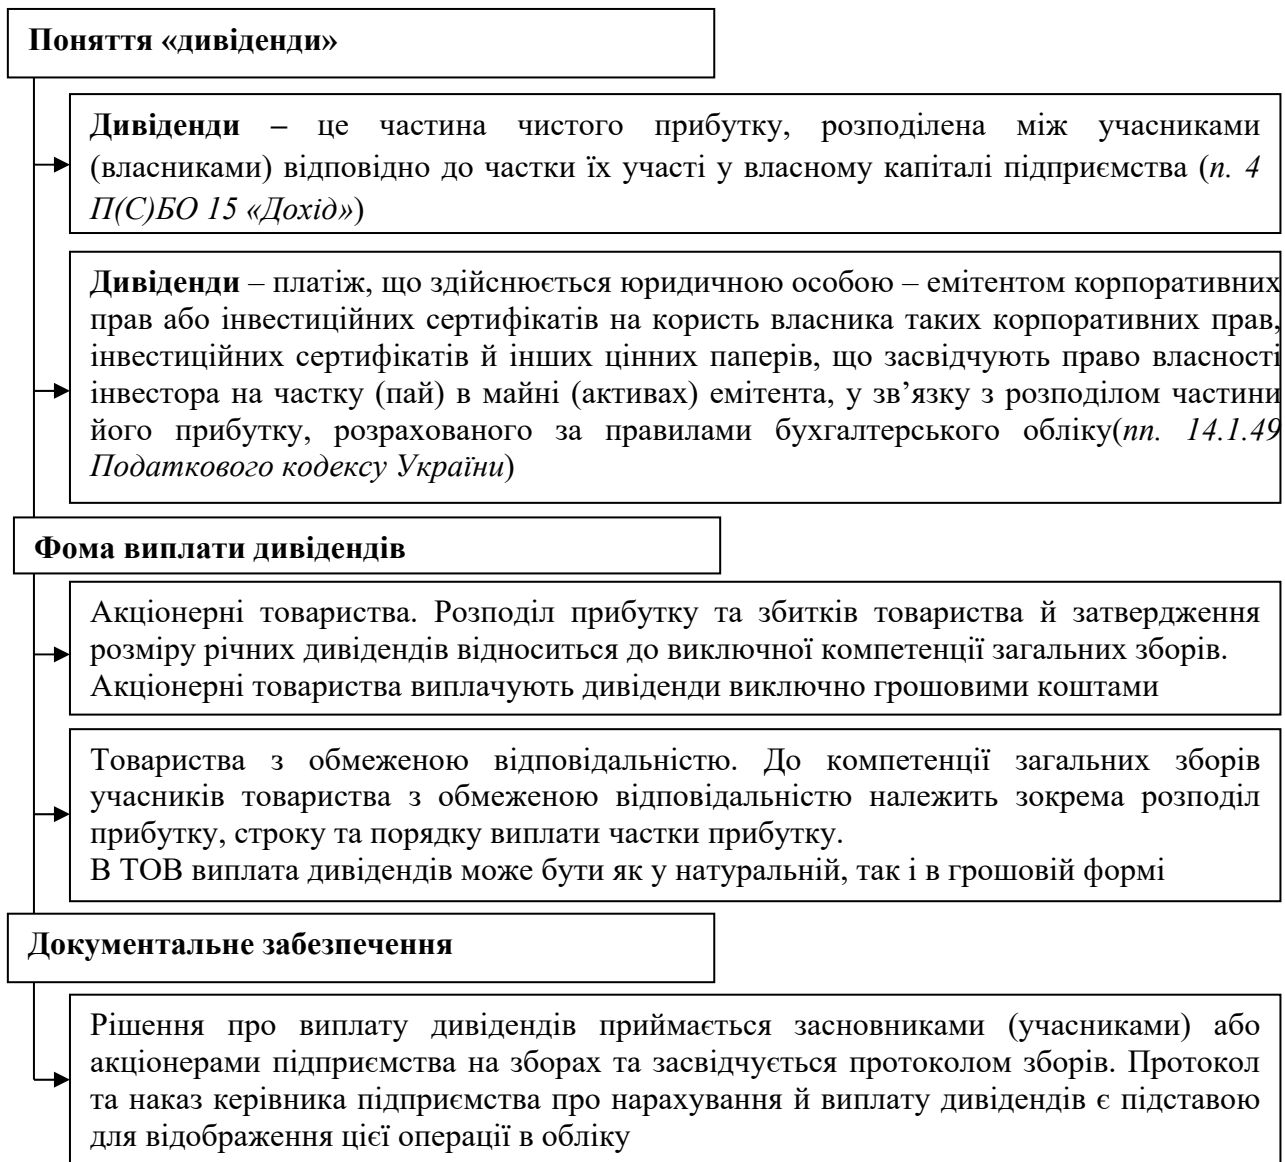 Поняття «дивіденди»
Дивіденди – це частина чистого прибутку, розподілена між учасниками
(власниками) відповідно до частки їх участі у власному капіталі підприємства (п. 4
П(С)БО 15 «Дохід»)
Дивіденди – платіж, що здійснюється юридичною особою – емітентом корпоративних
прав або інвестиційних сертифікатів на користь власника таких корпоративних прав,
інвестиційних сертифікатів й інших цінних паперів, що засвідчують право власності
інвестора на частку (пай) в майні (активах) емітента, у зв’язку з розподілом частини
його прибутку, розрахованого за правилами бухгалтерського обліку(пп. 14.1.49
Податкового кодексу України)
Фома виплати дивідендів
Акціонерні товариства. Розподіл прибутку та збитків товариства й затвердження
розміру річних дивідендів відноситься до виключної компетенції загальних зборів.
Акціонерні товариства виплачують дивіденди виключно грошовими коштами
Товариства з обмеженою відповідальністю. До компетенції загальних зборів
учасників товариства з обмеженою відповідальністю належить зокрема розподіл
прибутку, строку та порядку виплати частки прибутку.
В ТОВ виплата дивідендів може бути як у натуральній, так і в грошовій формі
Документальне забезпечення
Рішення про виплату дивідендів приймається засновниками (учасниками) або
акціонерами підприємства на зборах та засвідчується протоколом зборів. Протокол
та наказ керівника підприємства про нарахування й виплату дивідендів є підставою
для відображення цієї операції в обліку